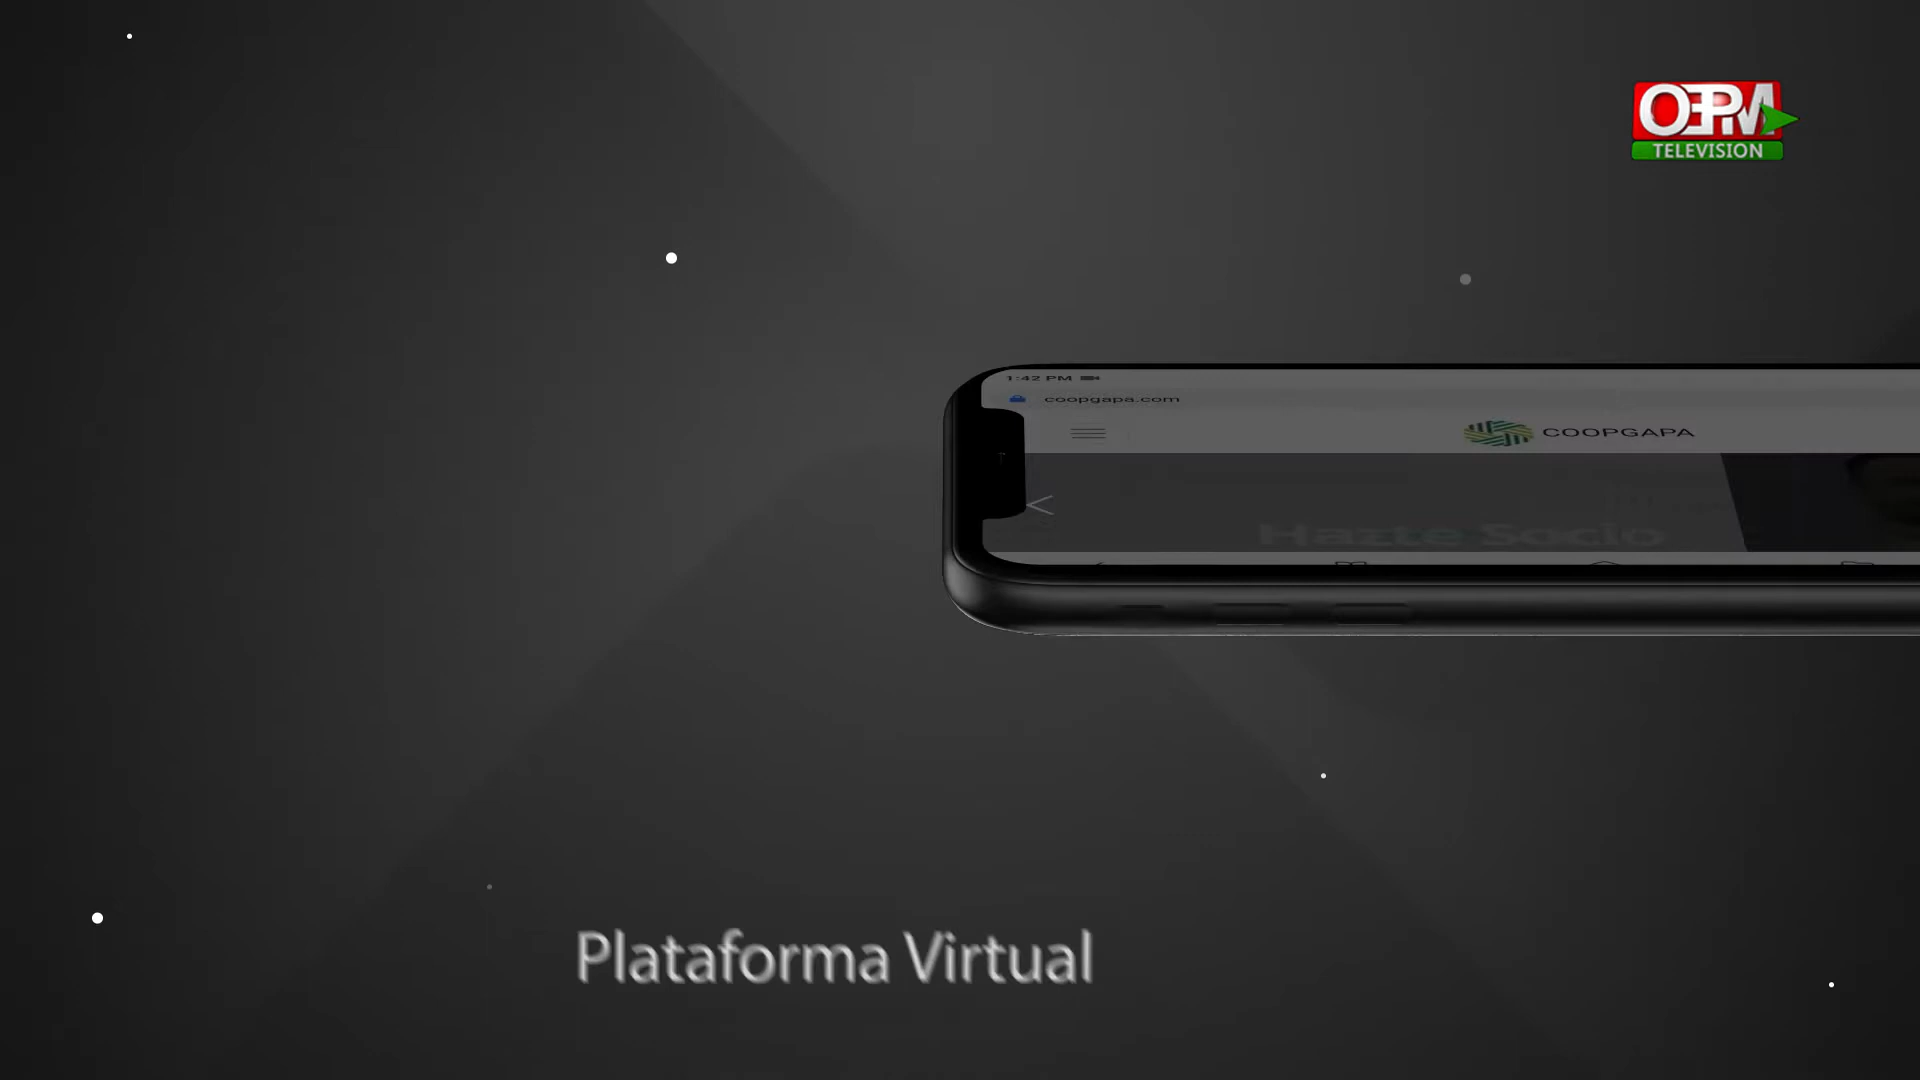 OEPM
TELEVISION
1:42 PM
coopgapa.com
COOPGAPA
Hazte Socio
Plataforma Virtual